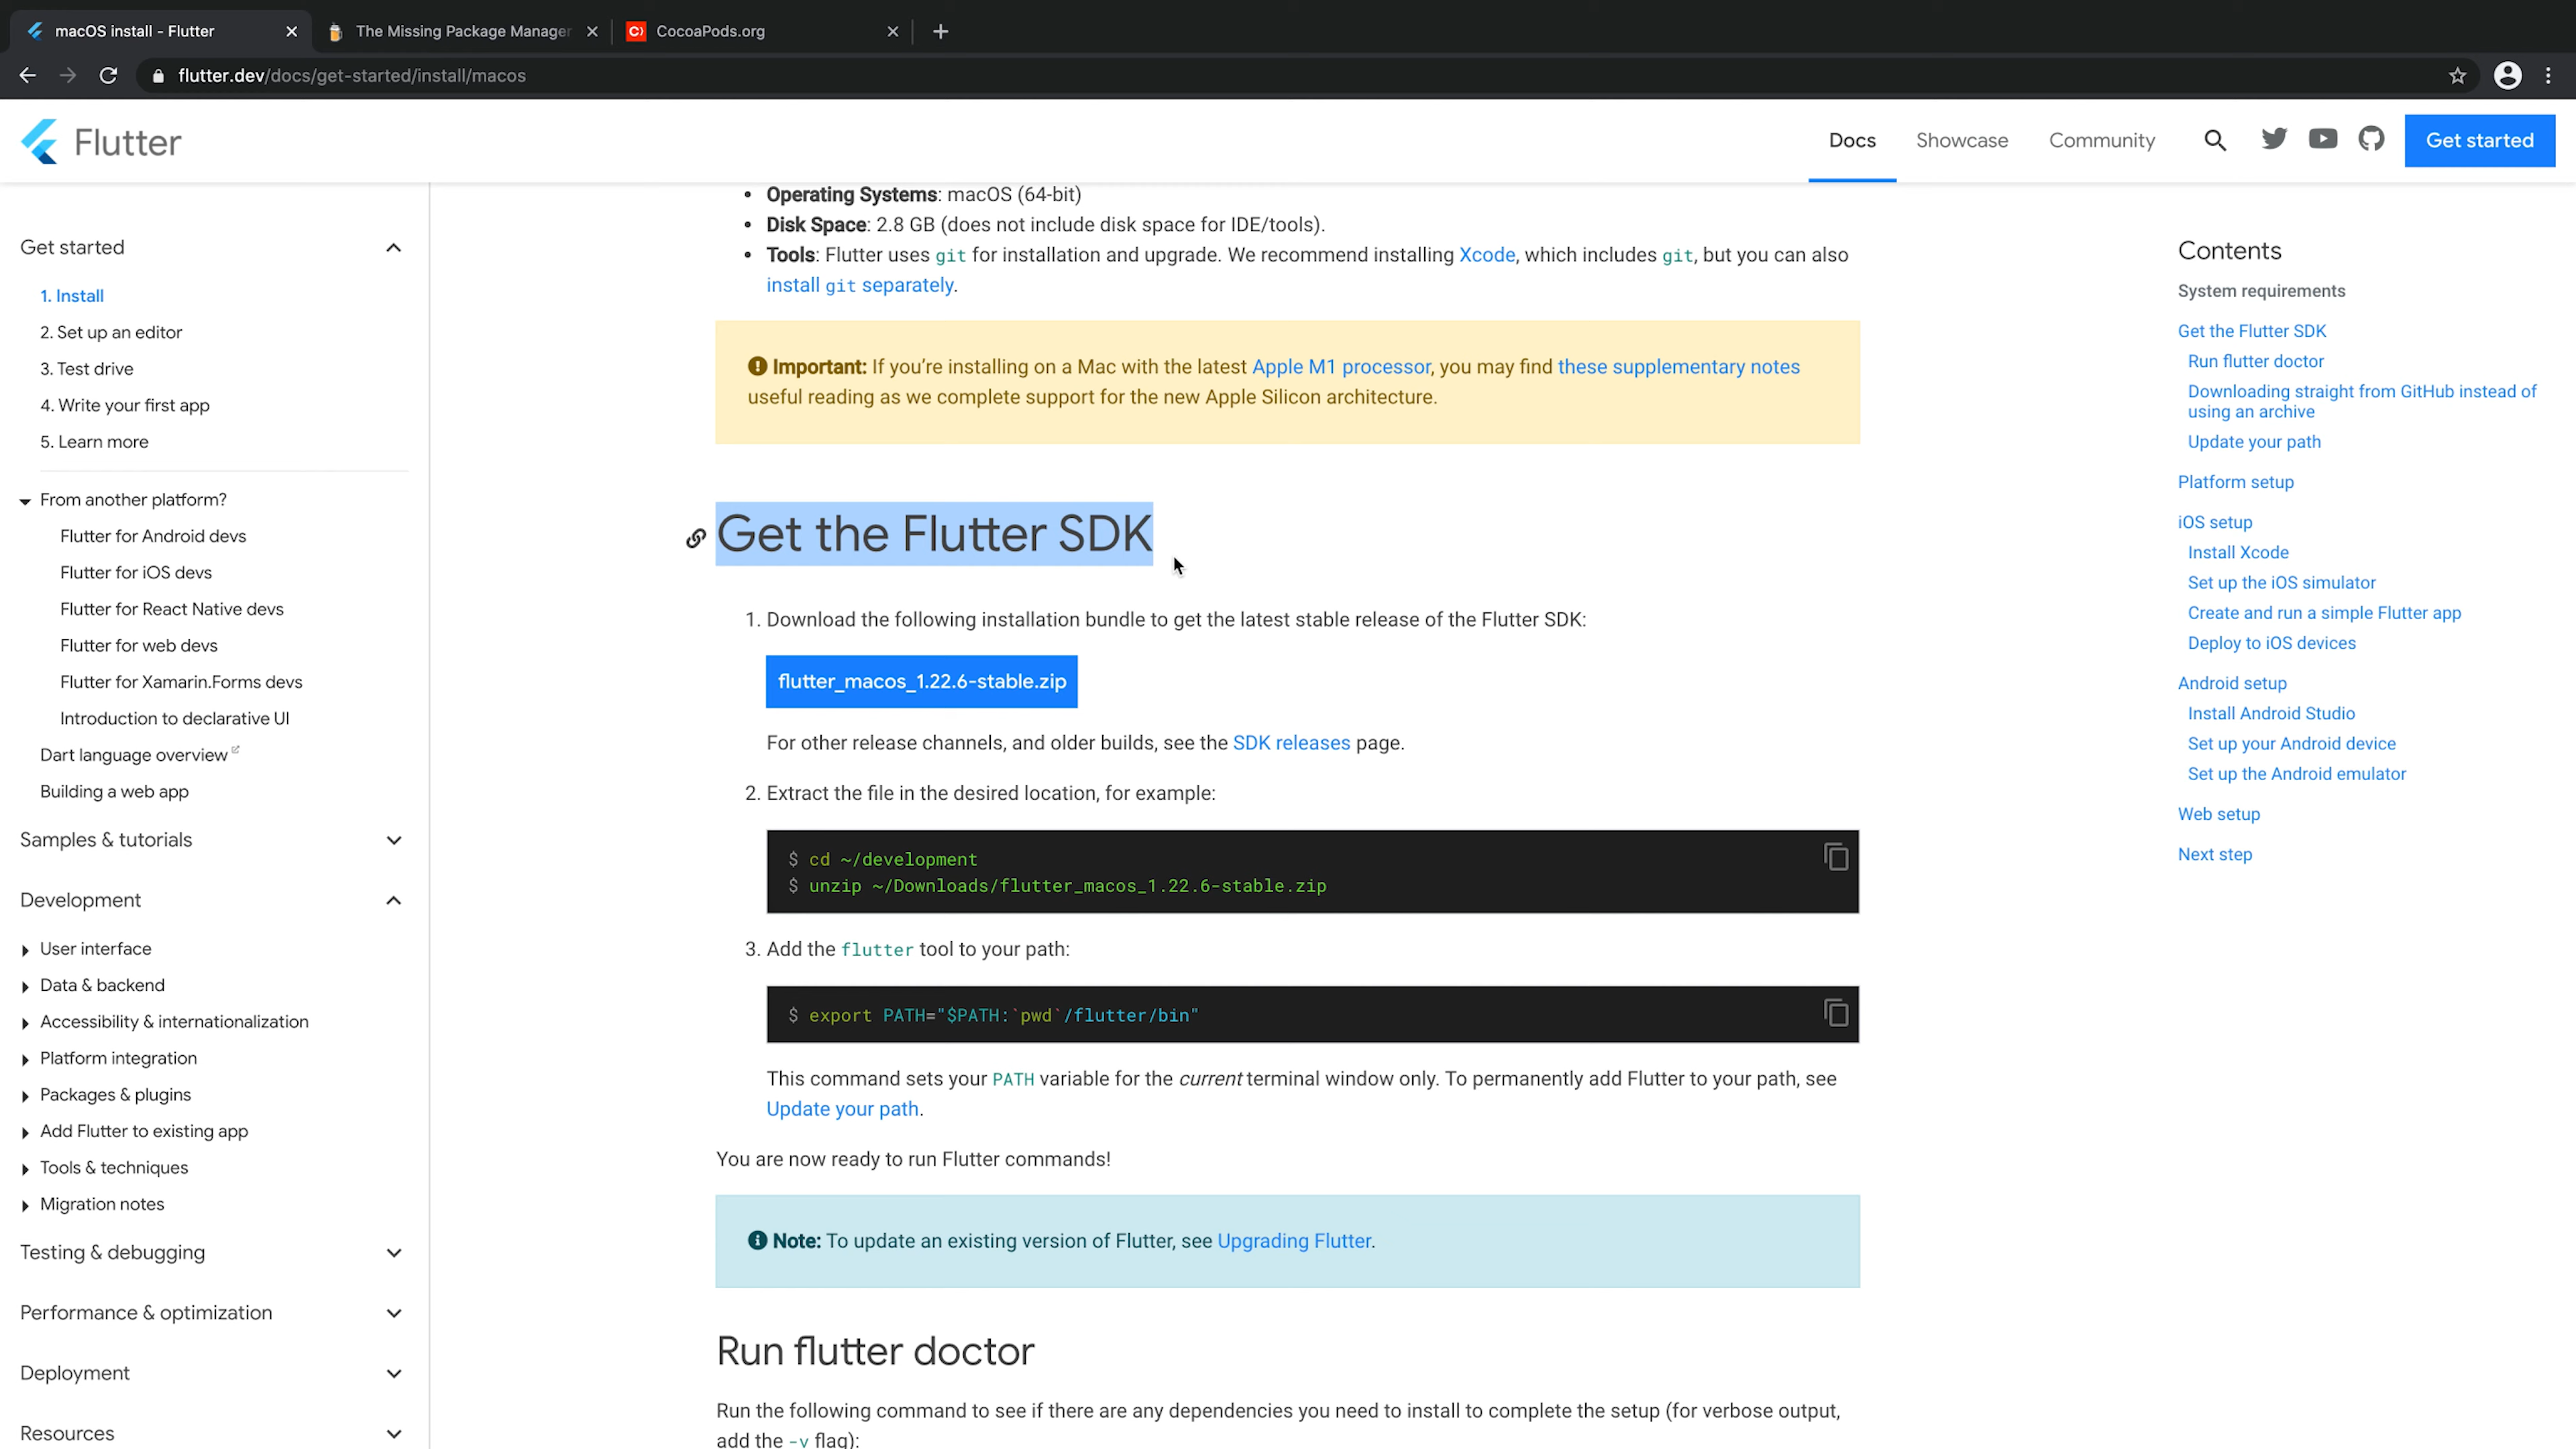 macOS install - Flutter
The Missing Package Manager
CocoaPods.org
flutter.dev/docs/get-started/install/macos
Flutter
Docs
Showcase
Community
Get started
Get started
1. Install
2. Set up an editor
3. Test drive
4. Write your first app
5. Learn more
From another platform?
Flutter for Android devs
Flutter for iOS devs
Flutter for React Native devs
Flutter for web devs
Flutter for Xamarin.Forms devs
Introduction to declarative UI
Dart language overview
Building a web app
Samples & tutorials
Development
User interface
Data & backend
Accessibility & internationalization
Platform integration
Packages & plugins
Add Flutter to existing app
Tools & techniques
Migration notes
Testing & debugging
Performance & optimization
Deployment
Resources
• Operating Systems: macOS (64-bit)
• Disk Space: 2.8 GB (does not include disk space for IDE/tools).
• Tools: Flutter uses git for installation and upgrade. We recommend installing Xcode, which includes git, but you can also
install git separately.
Important: If you’re installing on a Mac with the latest Apple M1 processor, you may find these supplementary notes
useful reading as we complete support for the new Apple Silicon architecture.
Get the Flutter SDK
1. Download the following installation bundle to get the latest stable release of the Flutter SDK:
flutter_macos_1.22.6-stable.zip
For other release channels, and older builds, see the SDK releases page.
2. Extract the file in the desired location, for example:
$ cd ~/development
$ unzip ~/Downloads/flutter_macos_1.22.6-stable.zip
3. Add the flutter tool to your path:
$ export PATH="$PATH:`pwd`/flutter/bin"
This command sets your PATH variable for the current terminal window only. To permanently add Flutter to your path, see
Update your path.
You are now ready to run Flutter commands!
Note: To update an existing version of Flutter, see Upgrading Flutter.
Run flutter doctor
Run the following command to see if there are any dependencies you need to install to complete the setup (for verbose output,
add the -v flag):
Contents
System requirements
Get the Flutter SDK
Run flutter doctor
Downloading straight from GitHub instead of
using an archive
Update your path
Platform setup
iOS setup
Install Xcode
Set up the iOS simulator
Create and run a simple Flutter app
Deploy to iOS devices
Android setup
Install Android Studio
Set up your Android device
Set up the Android emulator
Web setup
Next step